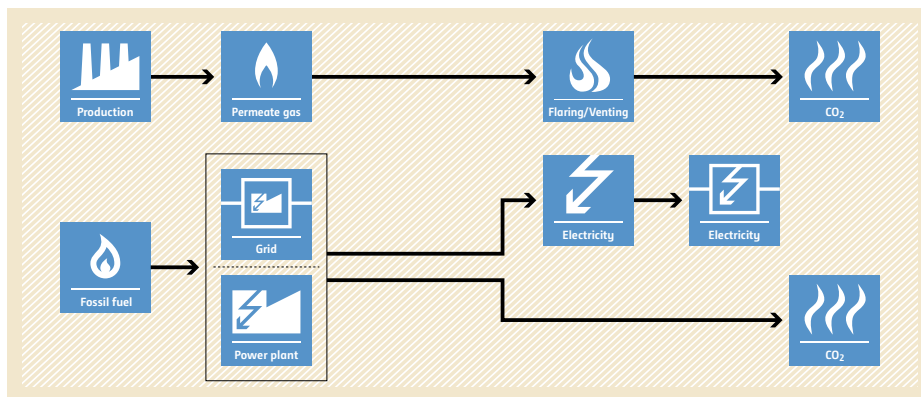 Production
Permeate gas
Flaring/Venting
CO₂
Grid
Electricity
Electricity
Fossil fuel
Power plant
CO₂